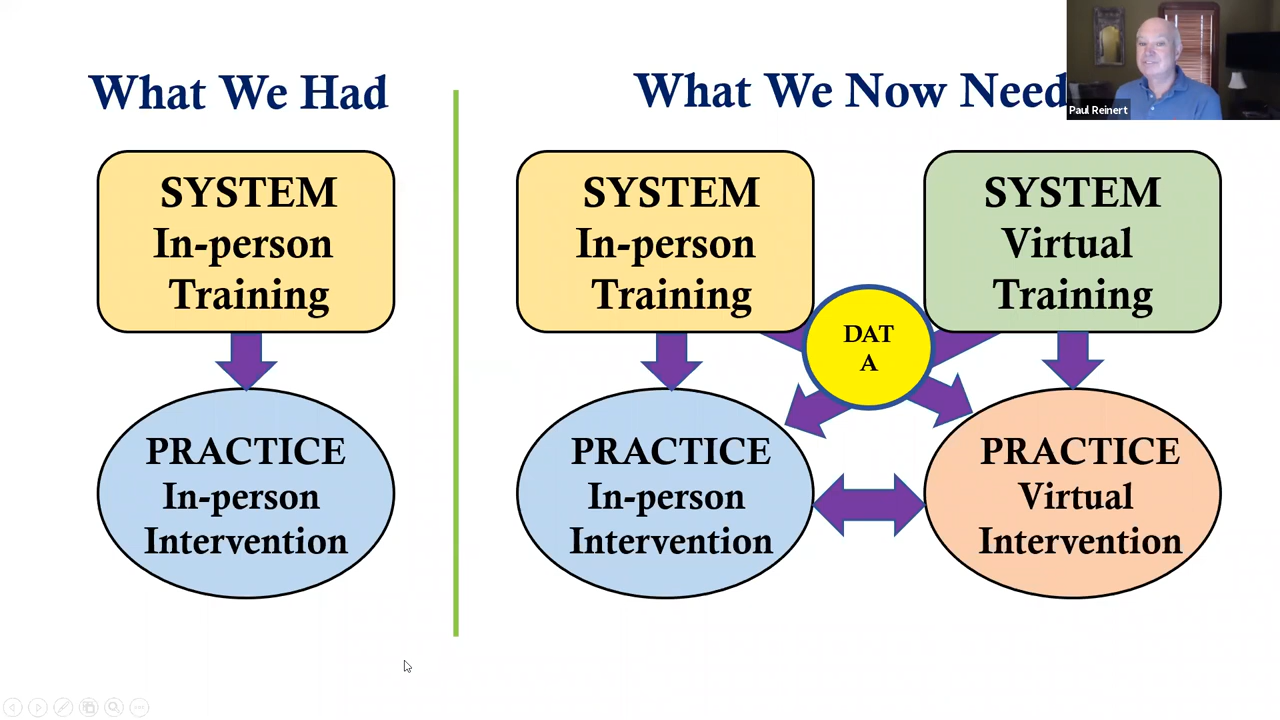 What We Had
SYSTEM
In-person
Training
PRACTICE
In-person
Intervention
What We Now Need
SYSTEM
In-person
Training
SYSTEM
Virtual
Training
DAT
A
PRACTICE
In-person
Intervention
PRACTICE
Virtual
Intervention
Paul Reinert